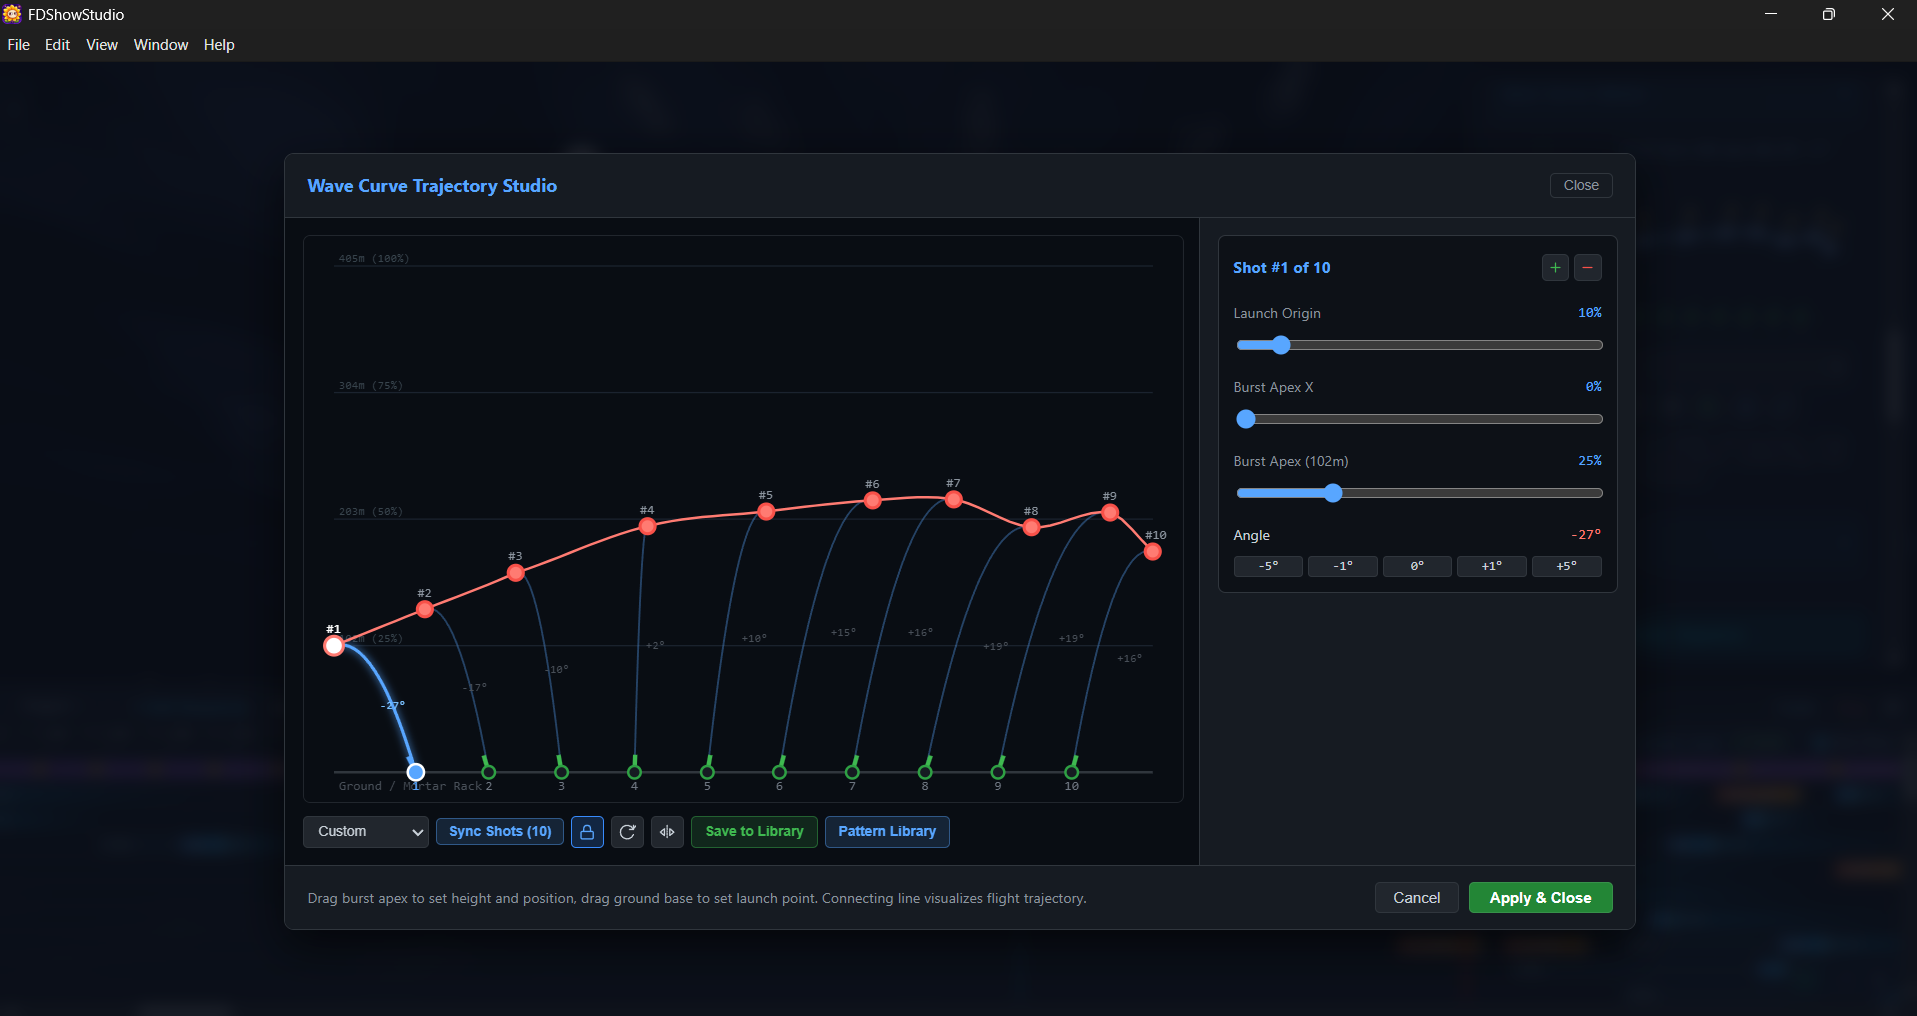 FDShowStudio
File Edit View Window Help
Wave Curve Trajectory Studio
Close
405m (100%)
304m (75%)
203m (50%)
(25%)
#1
#2
#3
#4
#5
#6
#7
#8
#9
#10
-27°
-17°
-10°
+2°
+10°
+15°
+16°
+19°
+19°
+16°
Ground / Mortar Rack
1 2 3 4 5 6 7 8 9 10
Custom
Sync Shots (10)
Save to Library
Pattern Library
Shot #1 of 10
+ −
Launch Origin 10%
Burst Apex X 0%
Burst Apex (102m) 25%
Angle -27°
-5° -1° 0° +1° +5°
Drag burst apex to set height and position, drag ground base to set launch point. Connecting line visualizes flight trajectory.
Cancel
Apply & Close